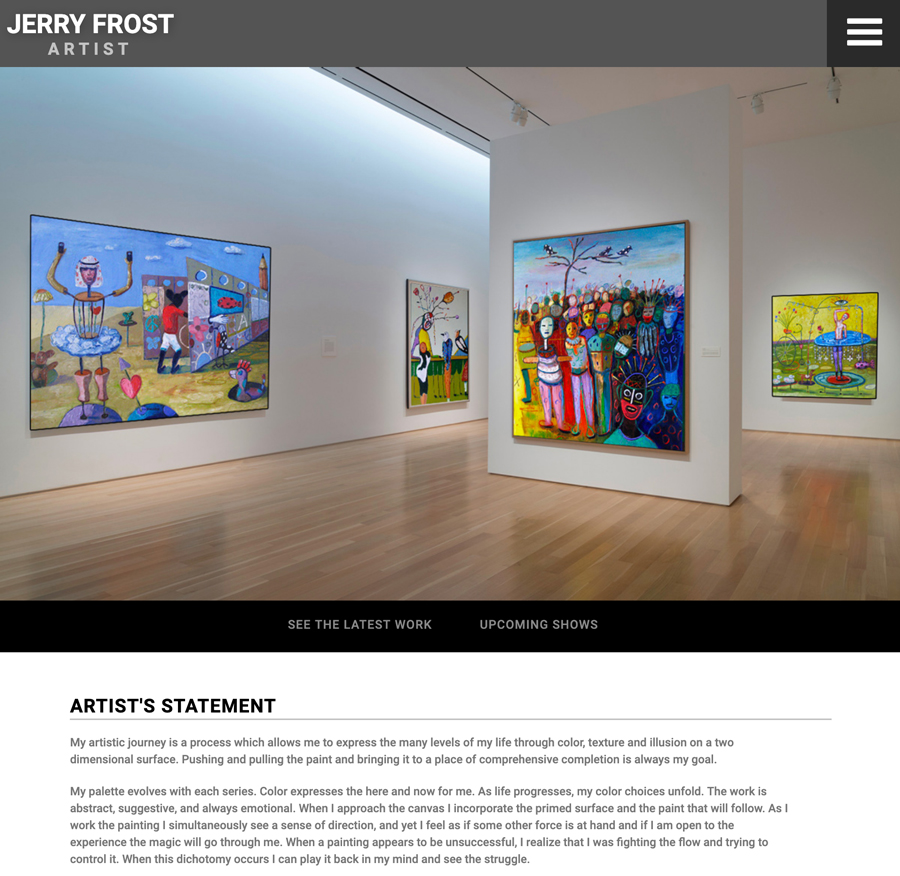 JERRY FROST
ARTIST
SEE THE LATEST WORK UPCOMING SHOWS
ARTIST'S STATEMENT
My artistic journey is a process which allows me to express the many levels of my life through color, texture and illusion on a two
dimensional surface. Pushing and pulling the paint and bringing it to a place of comprehensive completion is always my goal.
My palette evolves with each series. Color expresses the here and now for me. As life progresses, my color choices unfold. The work is
abstract, suggestive, and always emotional. When I approach the canvas I incorporate the primed surface and the paint that will follow. As I
work the painting I simultaneously see a sense of direction, and yet I feel as if some other force is at hand and if I am open to the
experience the magic will go through me. When a painting appears to be unsuccessful, I realize that I was fighting the flow and trying to
control it. When this dichotomy occurs I can play it back in my mind and see the struggle.